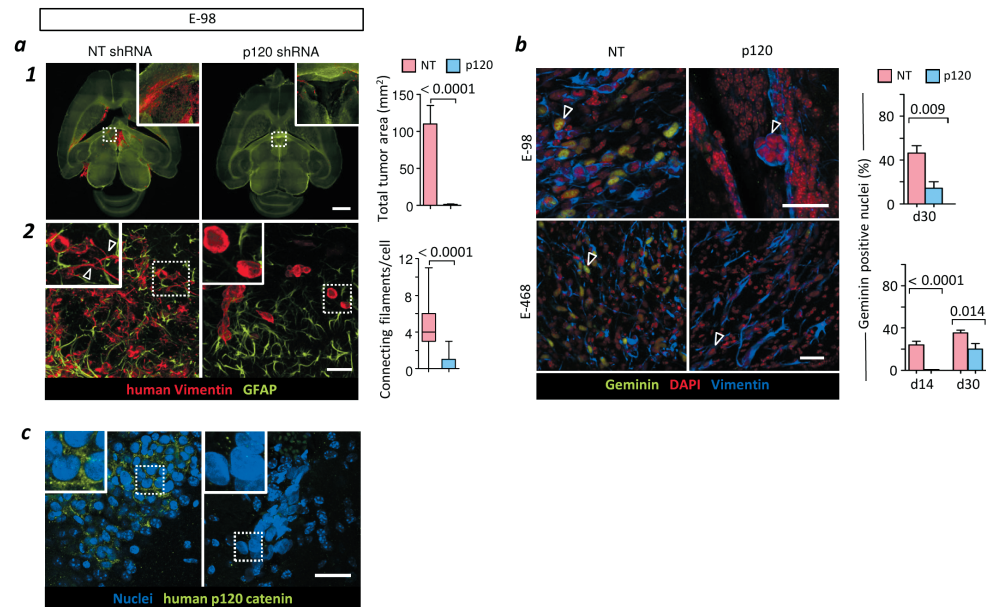 E-98
a
NT shRNA
p120 shRNA
1
NT p120
Total tumor area (mm²)
150
100
50
0
< 0.0001
2
Connecting filaments/cell
12
8
6
4
2
0
< 0.0001
human Vimentin GFAP
b
NT
p120
E-98
E-468
Geminin DAPI Vimentin
NT p120
Geminin positive nuclei (%)
80
40
0
0.009
d30
80
40
0
< 0.0001
0.014
d14 d30
c
Nuclei human p120 catenin